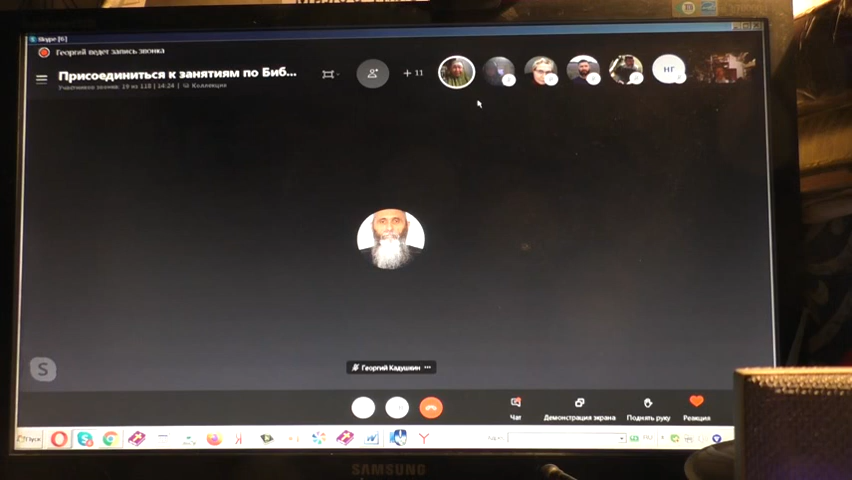 Skype [6]
Георгий ведет запись звонка
Присоединиться к занятиям по Биб...
Участники звонка: 19 из 118 | 14:24 | Коллекция
+ 11
НГ
S
Георгий Кадушкин ...
Чат
Демонстрация экрана
Поднять руку
Реакция
Пуск
SAMSUNG